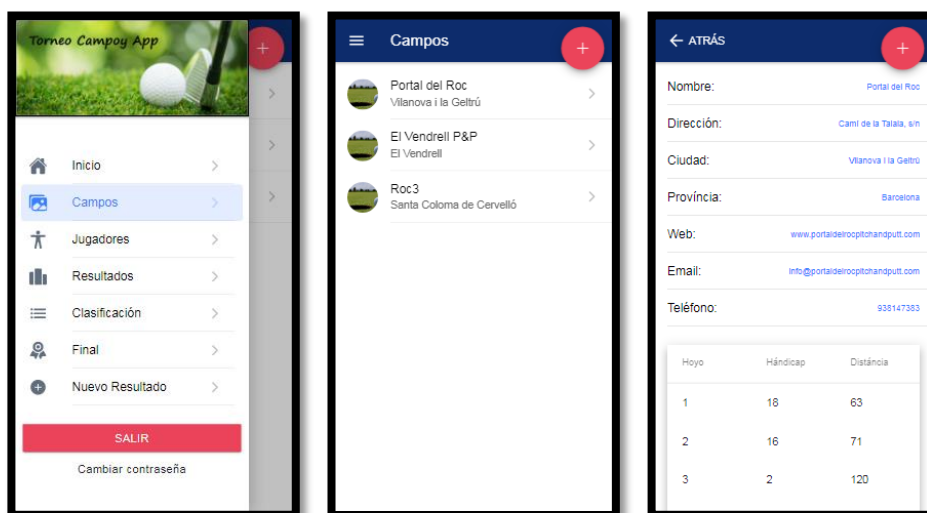 Torneo Campoy App
Inicio
Campos
Jugadores
Resultados
Clasificación
Final
Nuevo Resultado
SALIR
Cambiar contraseña
Campos
Portal del Roc
Vilanova i la Geltrú
El Vendrell P&P
El Vendrell
Roc3
Santa Coloma de Cervelló
ATRÁS
Nombre: Portal del Roc
Dirección: Camí de la Talaia, s/n
Ciudad: Vilanova i la Geltrú
Província: Barcelona
Web: www.portaldelrocpitchandputt.com
Email: info@portaldelrocpitchandputt.com
Teléfono: 938147383
Hoyo Hándicap Distáncia
1 18 63
2 16 71
3 2 120